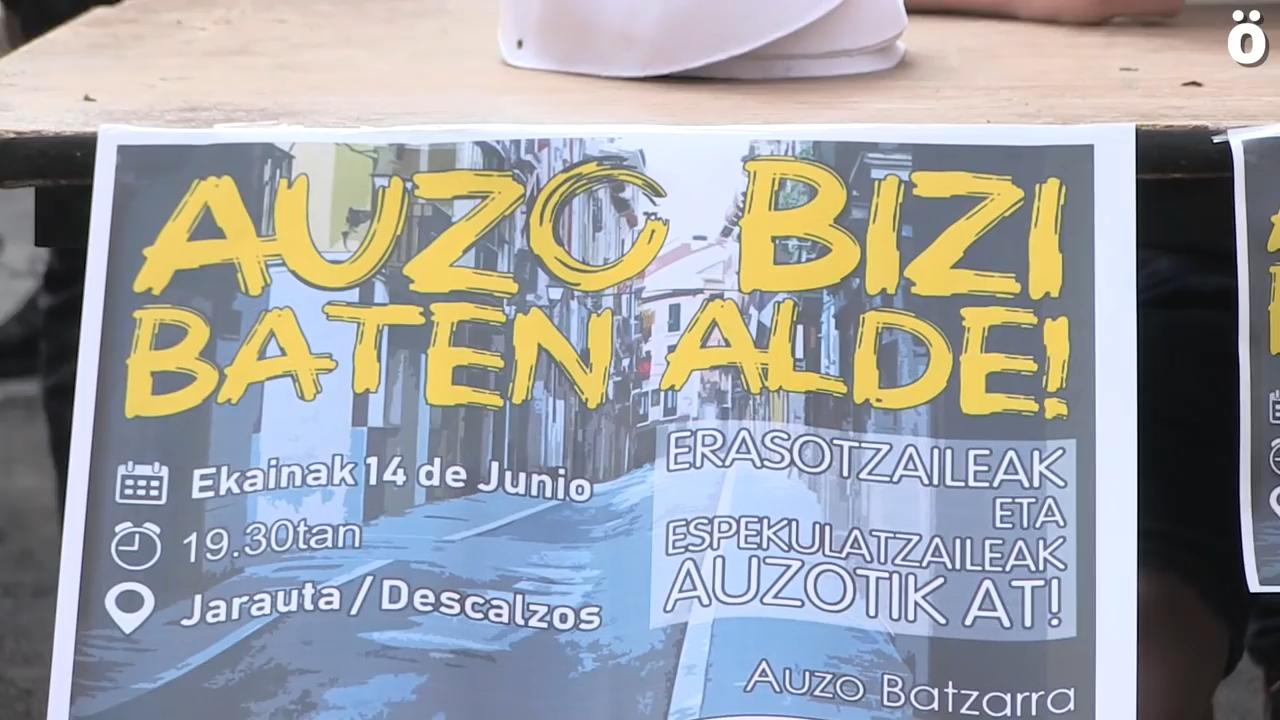 ö
AUZO BIZI
BATEN ALDE!
Ekainak 14 de Junio
19.30tan
Jarauta / Descalzos
ERASOTZAILEAK
ETA
ESPEKULATZAILEAK
AUZOTIK AT!
Auzo Batzarra